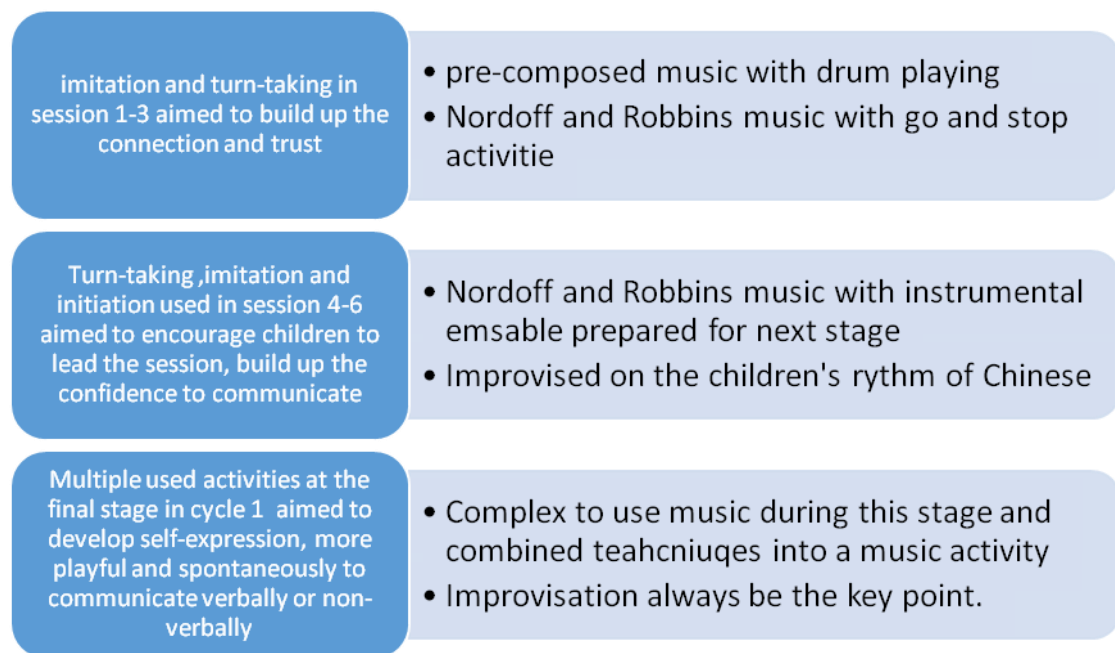 imitation and turn-taking in
session 1-3 aimed to build up the
connection and trust
• pre-composed music with drum playing
• Nordoff and Robbins music with go and stop
activitie
Turn-taking ,imitation and
initiation used in session 4-6
aimed to encourage children to
lead the session, build up the
confidence to communicate
• Nordoff and Robbins music with instrumental
emsable prepared for next stage
• Improvised on the children's rythm of Chinese
Multiple used activities at the
final stage in cycle 1 aimed to
develop self-expression, more
playful and spontaneously to
communicate verbally or non-
verbally
• Complex to use music during this stage and
combined teahcniuqes into a music activity
• Improvisation always be the key point.